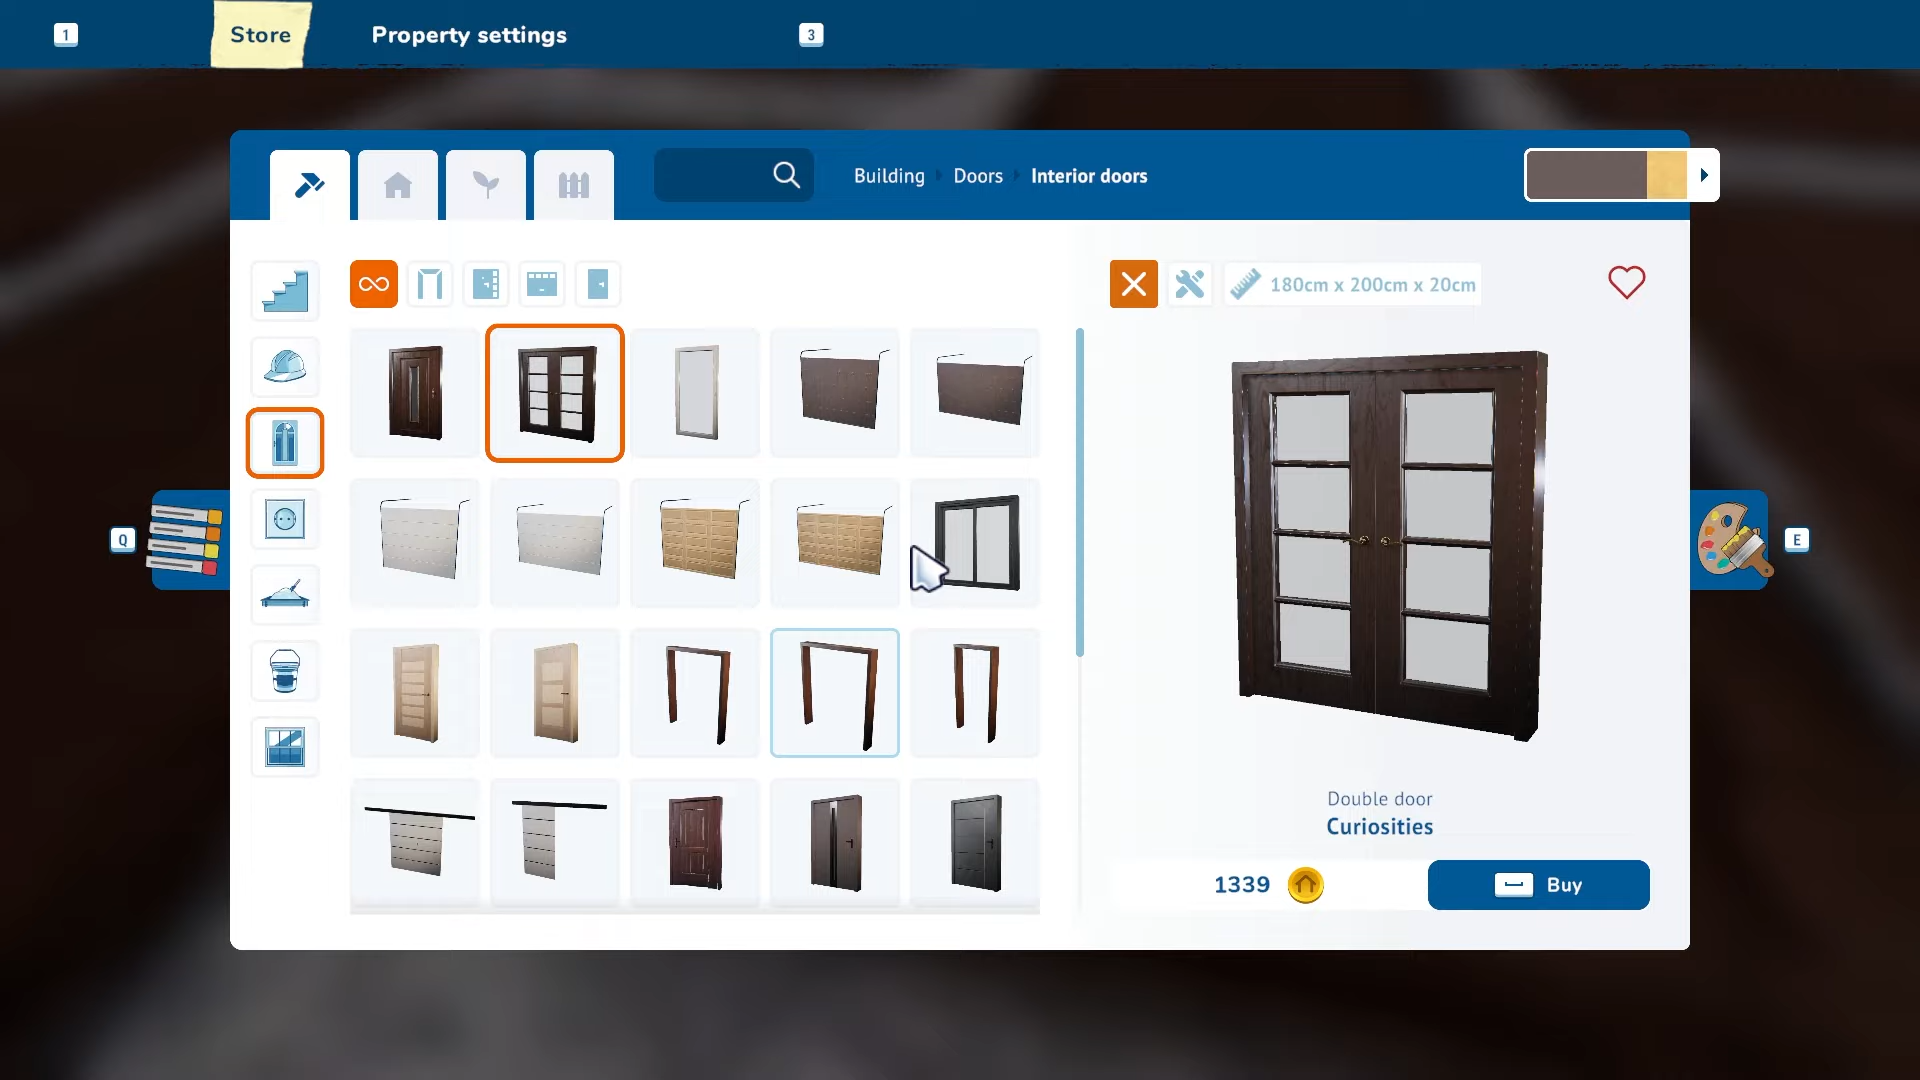 1
Store
Property settings
3
Building
Doors
Interior doors
180cm x 200cm x 20cm
Q
E
Double door
Curiosities
1339
Buy